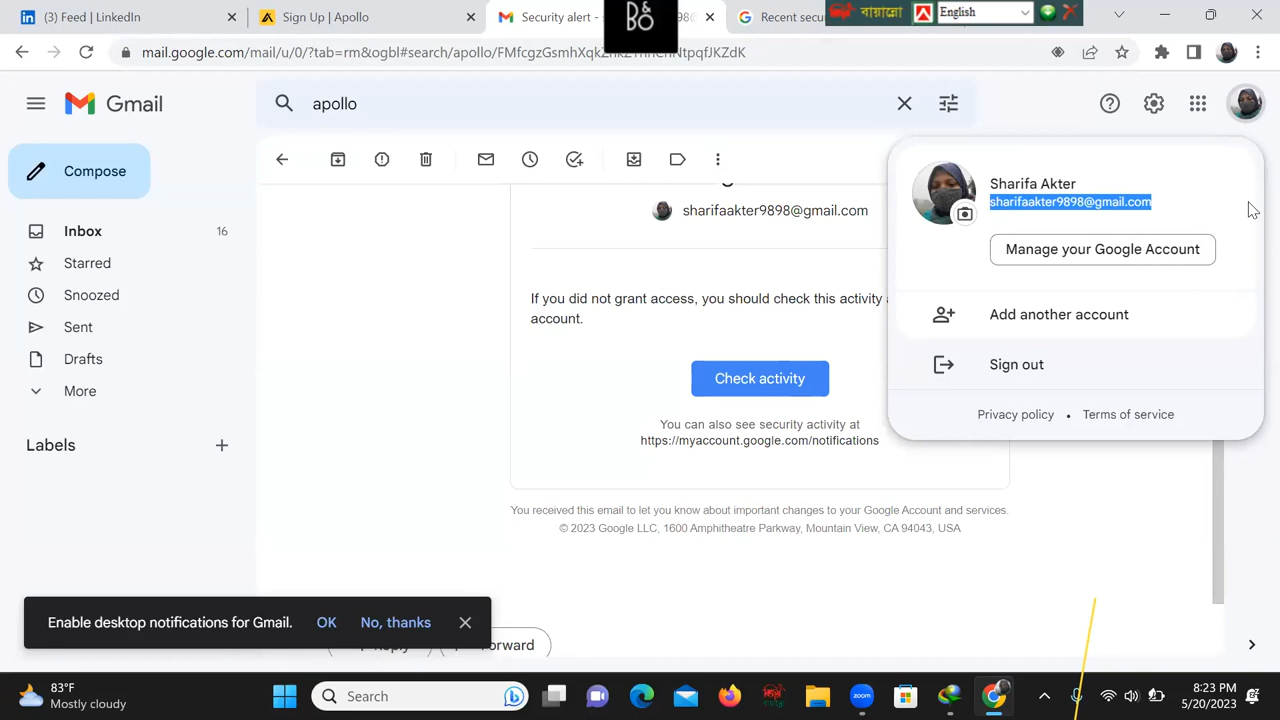 (3) Feed | LinkedIn
Sign Up | Apollo
Security alert -
98@
Recent secu
বায়ান্নো
English
D&
BO
mail.google.com/mail/u/0/?tab=rm&ogbl#search/apollo/
Gmail
apollo
Compose
Inbox 16
Starred
Snoozed
Sent
Drafts
More
Labels
sharifaakter9898@gmail.com
If you did not grant access, you should check this activity
account.
Check activity
You can also see security activity at
https://myaccount.google.com/notifications
You received this email to let you know about important changes to your Google Account and services.
© 2023 Google LLC, 1600 Amphitheatre Parkway, Mountain View, CA 94043, USA
Sharifa Akter
sharifaakter9898@gmail.com
Manage your Google Account
Add another account
Sign out
Privacy policy • Terms of service
Enable desktop notifications for Gmail. OK No, thanks
Reply
Forward
83°F
Mostly cloudy
Search
zoom
8:23 PM
5/20/2023